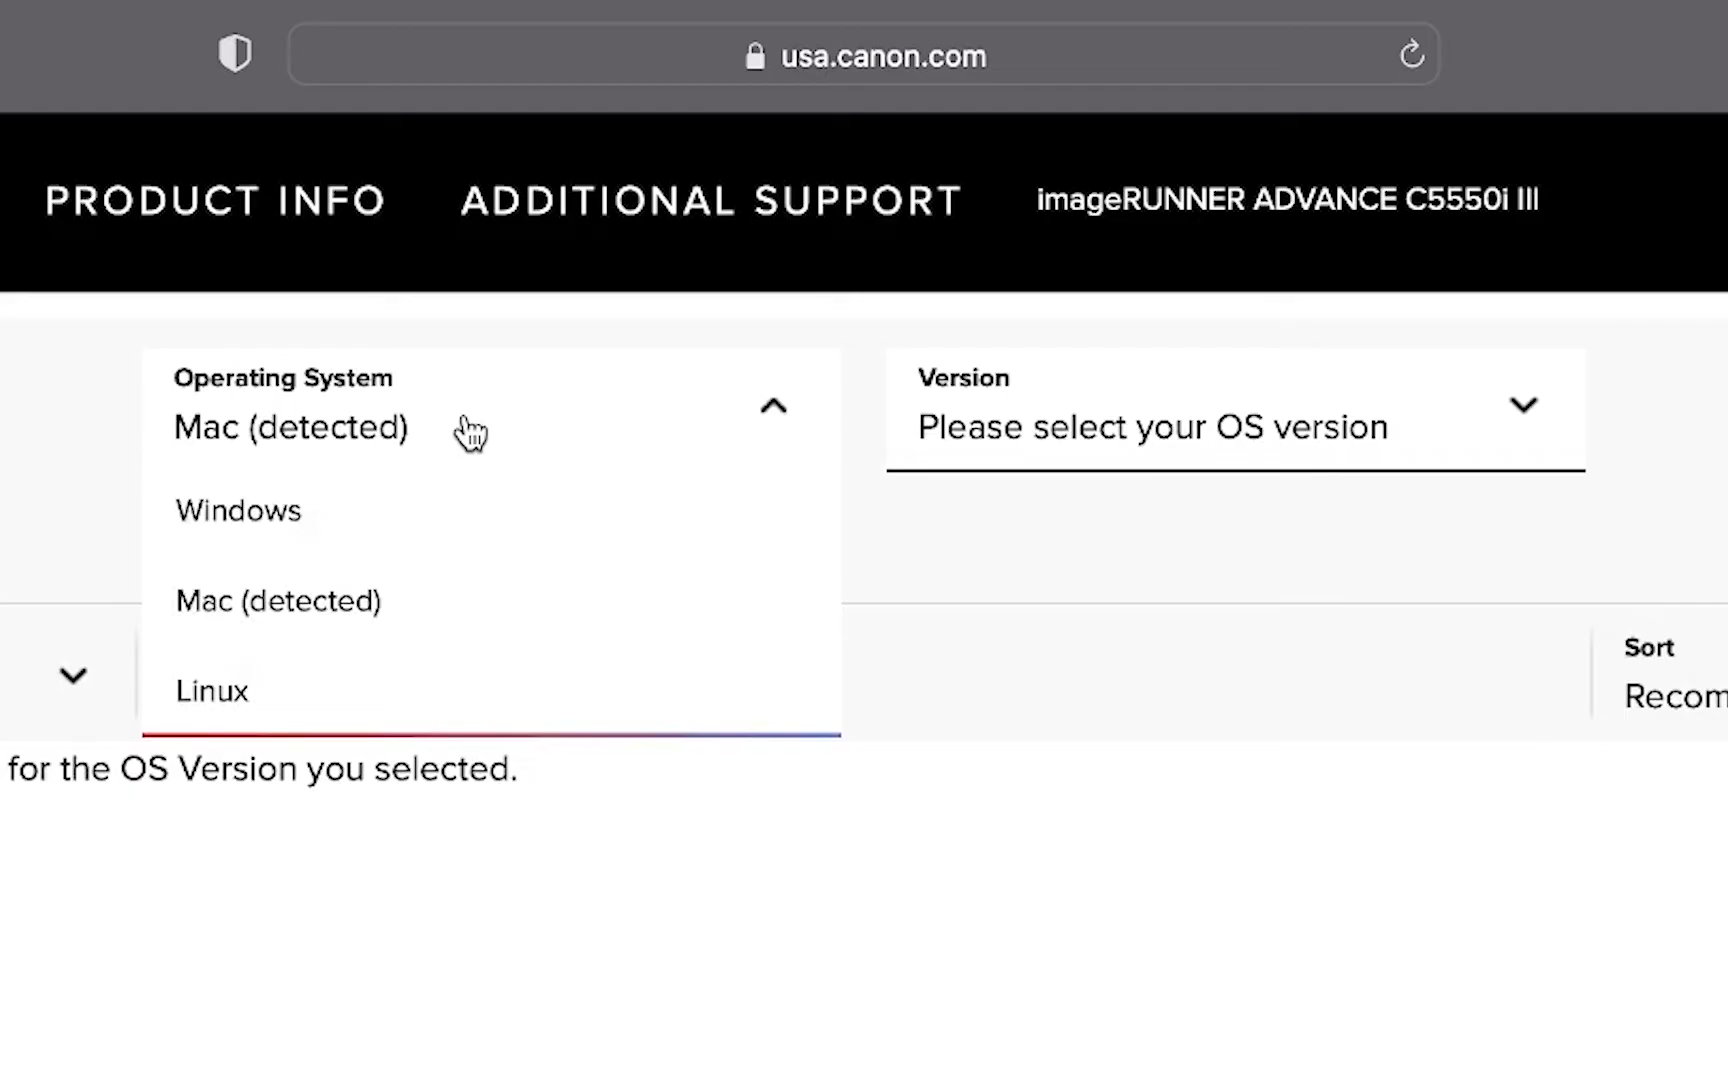 usa.canon.com
PRODUCT INFO ADDITIONAL SUPPORT imageRUNNER ADVANCE C5550i III
Operating System
Mac (detected)
Windows
Mac (detected)
Linux
Version
Please select your OS version
Sort
Recom
for the OS Version you selected.